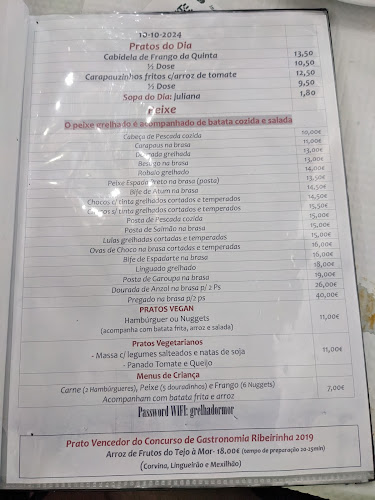 10-10-2024
Pratos do Dia
Cabidela de Frango da Quinta 13,50
½ Dose 10,50
Carapauzinhos fritos c/arroz de tomate 12,50
½ Dose 9,50
Sopa do Dia: juliana 1,80
Peixe
O peixe grelhado é acompanhado de batata cozida e salada
Cabeça de Pescada cozida 10,00€
Carapaus na brasa 11,00€
Dourada grelhada 13,00€
Besugo na brasa 13,00€
Robalo grelhado 14,00€
Peixe Espada Preto na brasa (posta) 13,50€
Bife de Atum na brasa 14,50€
Chocos c/ tinta grelhados cortados e temperados 14,50€
Chocos s/ tinta grelhados cortados e temperados 15,50€
Posta de Pescada cozida 15,00€
Posta de Salmão na brasa 15,00€
Lulas grelhadas cortadas e temperadas 15,00€
Ovas de Choco na brasa cortadas e temperadas 16,00€
Bife de Espadarte na brasa 16,00€
Linguado grelhado 18,00€
Posta de Garoupa na brasa 19,00€
Dourada de Anzol na brasa p/ 2 Ps 26,00€
Pregado na brasa p/2 ps 40,00€
PRATOS VEGAN
Hambúrguer ou Nuggets 11,00€
(acompanha com batata frita, arroz e salada)
Pratos Vegetarianos
- Massa c/ legumes salteados e natas de soja 11,00€
- Panado Tomate e Queijo
Menus de Criança
Carne (2 Hambúrgueres), Peixe (5 douradinhos) e Frango (6 Nuggets) 7,00€
Acompanham com batata frita e arroz
Password WIFI: grelhadormor
Prato Vencedor do Concurso de Gastronomia Ribeirinha 2019
Arroz de Frutos do Tejo à Mor- 18,00€ (tempo de preparação 20-25min)
(Corvina, Lingueirão e Mexilhão)